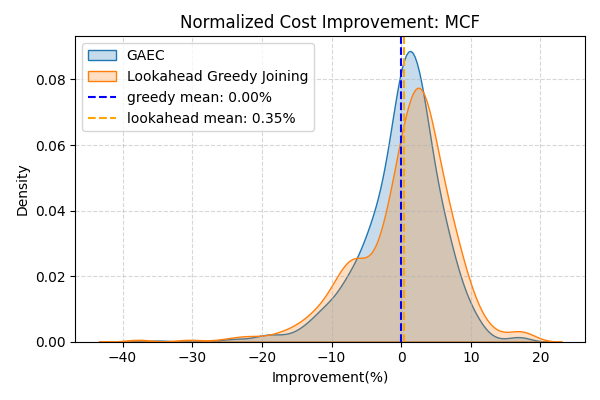 Normalized Cost Improvement: MCF
GAEC
Lookahead Greedy Joining
greedy mean: 0.00%
lookahead mean: 0.35%
Density
0.08
0.06
0.04
0.02
0.00
−40 −30 −20 −10 0 10 20
Improvement(%)